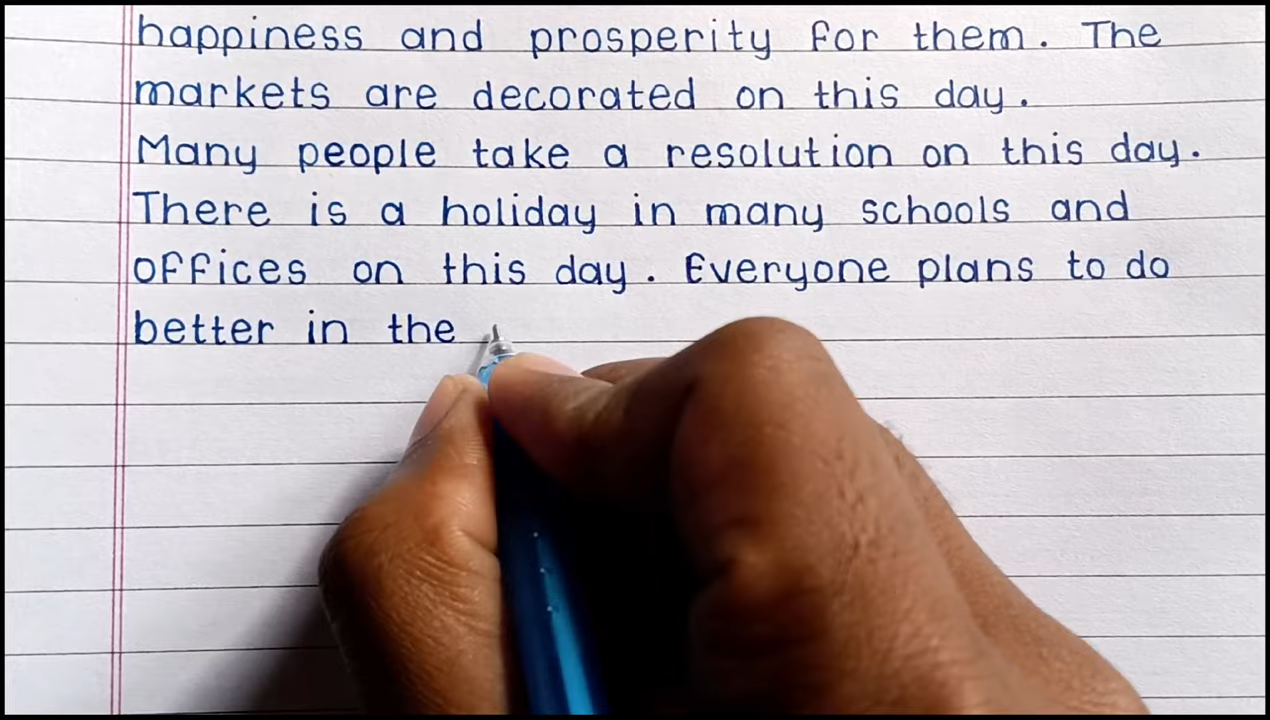 happiness and prosperity for them. The
markets are decorated on this day.
Many people take a resolution on this day.
There is a holiday in many schools and
offices on this day. Everyone plans to do
better in the